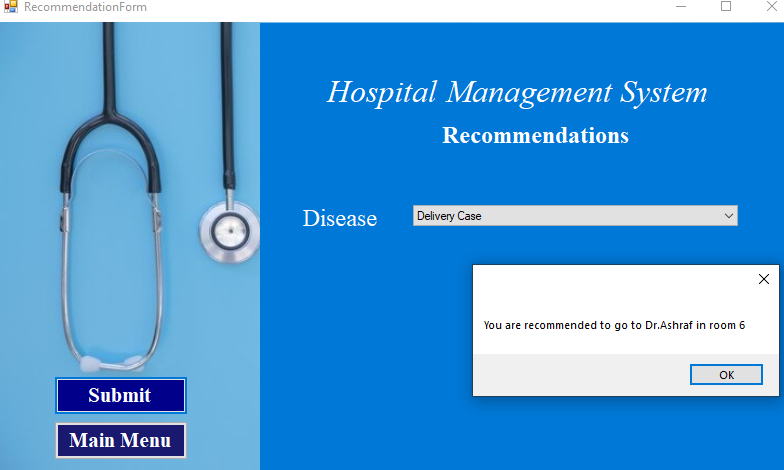 RecommendationForm
Hospital Management System
Recommendations
Disease
Delivery Case
You are recommended to go to Dr.Ashraf in room 6
OK
Submit
Main Menu